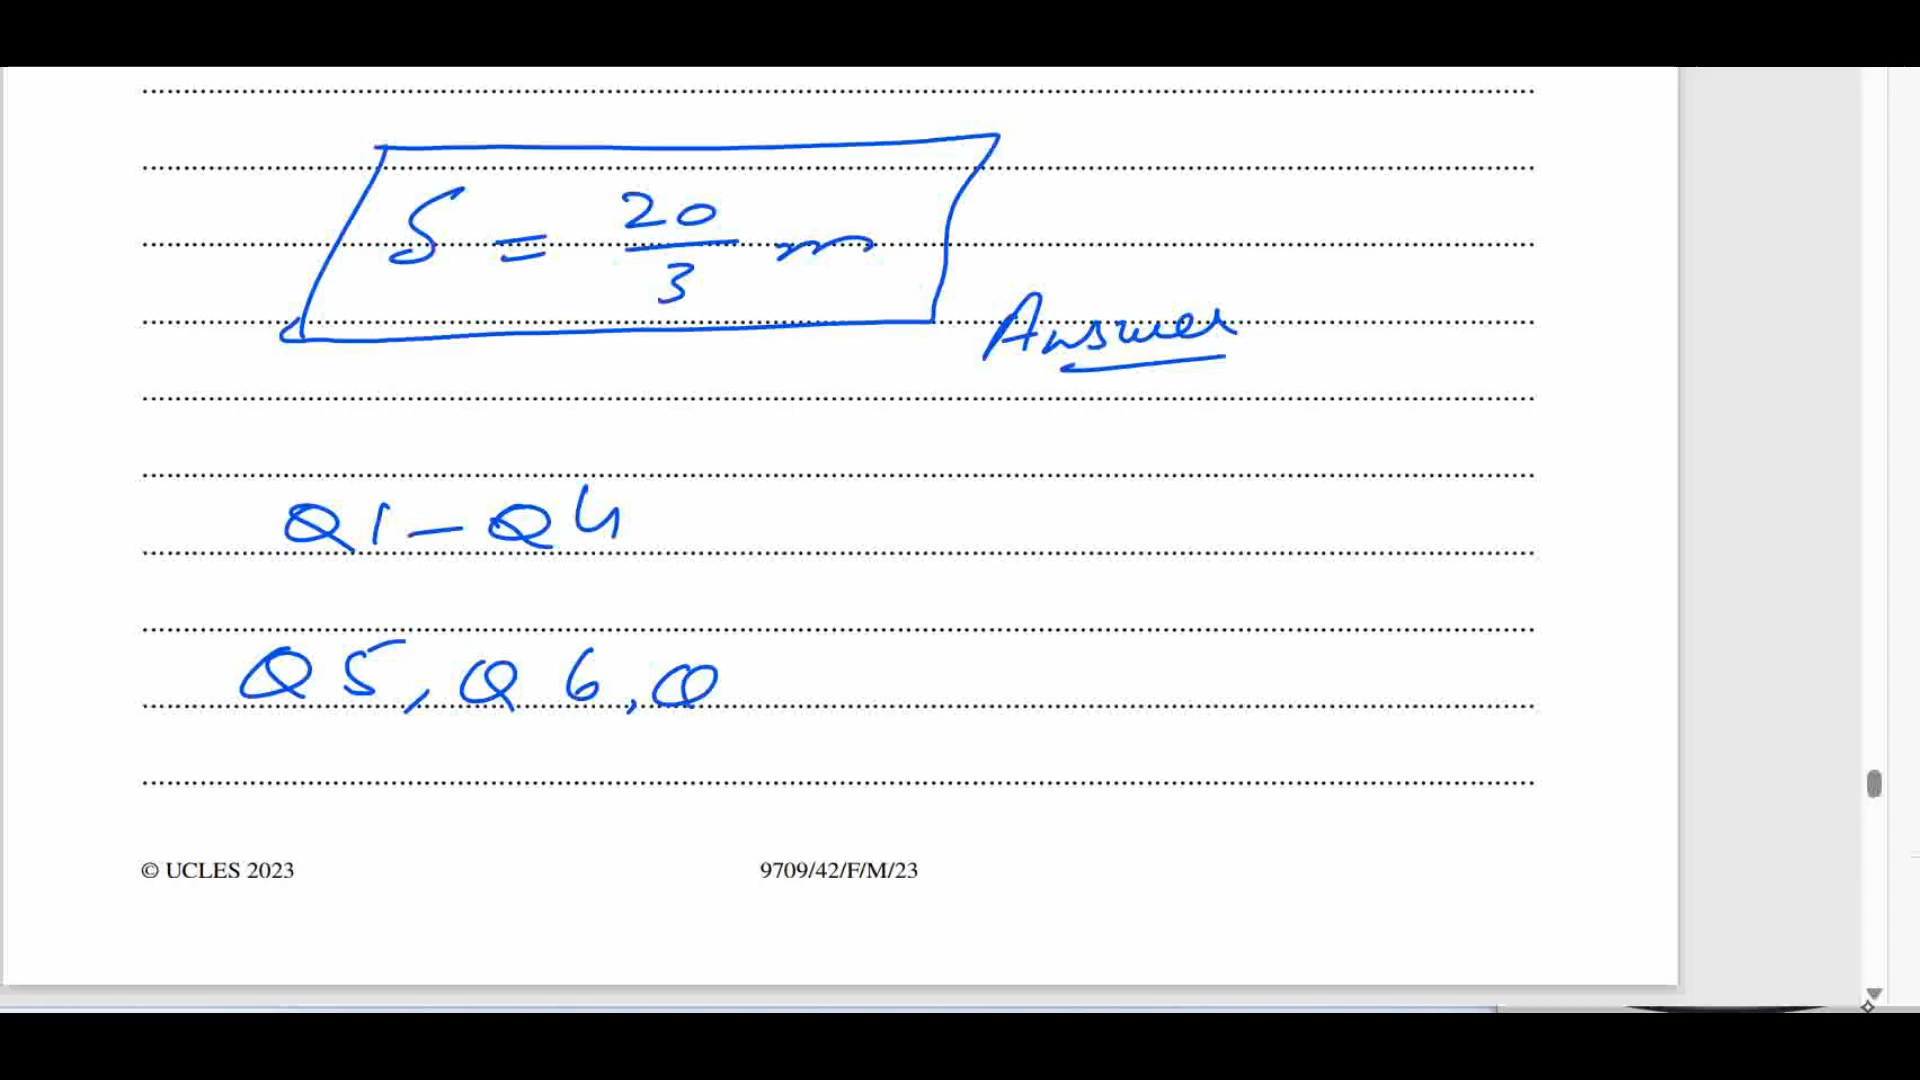 S = 20/3 m
Answer
Q1 - Q4
Q5, Q6, Q
© UCLES 2023
9709/42/F/M/23